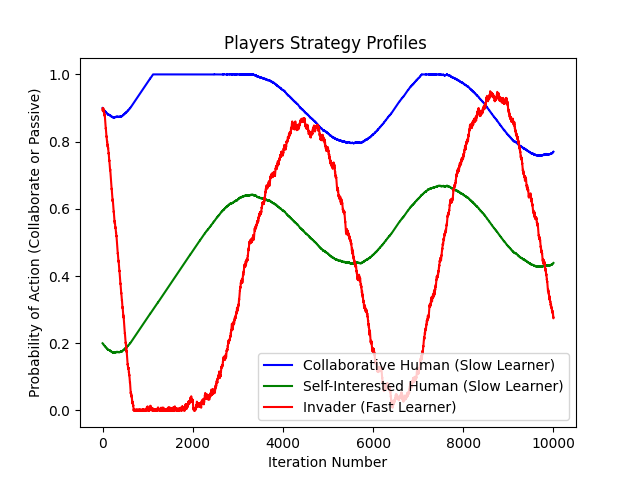 Players Strategy Profiles
Probability of Action (Collaborate or Passive)
1.0
0.8
0.6
0.4
0.2
0.0
Collaborative Human (Slow Learner)
Self-Interested Human (Slow Learner)
Invader (Fast Learner)
0 2000 4000 6000 8000 10000
Iteration Number